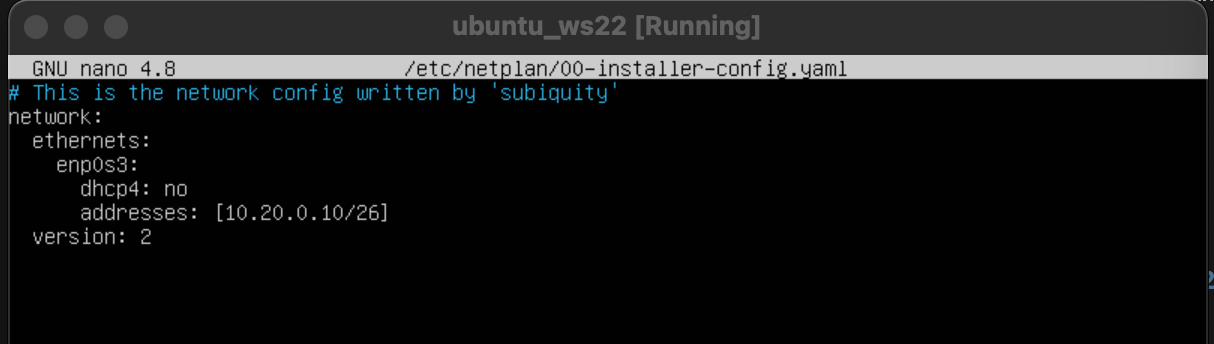 ubuntu_ws22 [Running]
GNU nano 4.8 /etc/netplan/00-installer-config.yaml
# This is the network config written by 'subiquity'
network:
  ethernets:
    enp0s3:
      dhcp4: no
      addresses: [10.20.0.10/26]
  version: 2